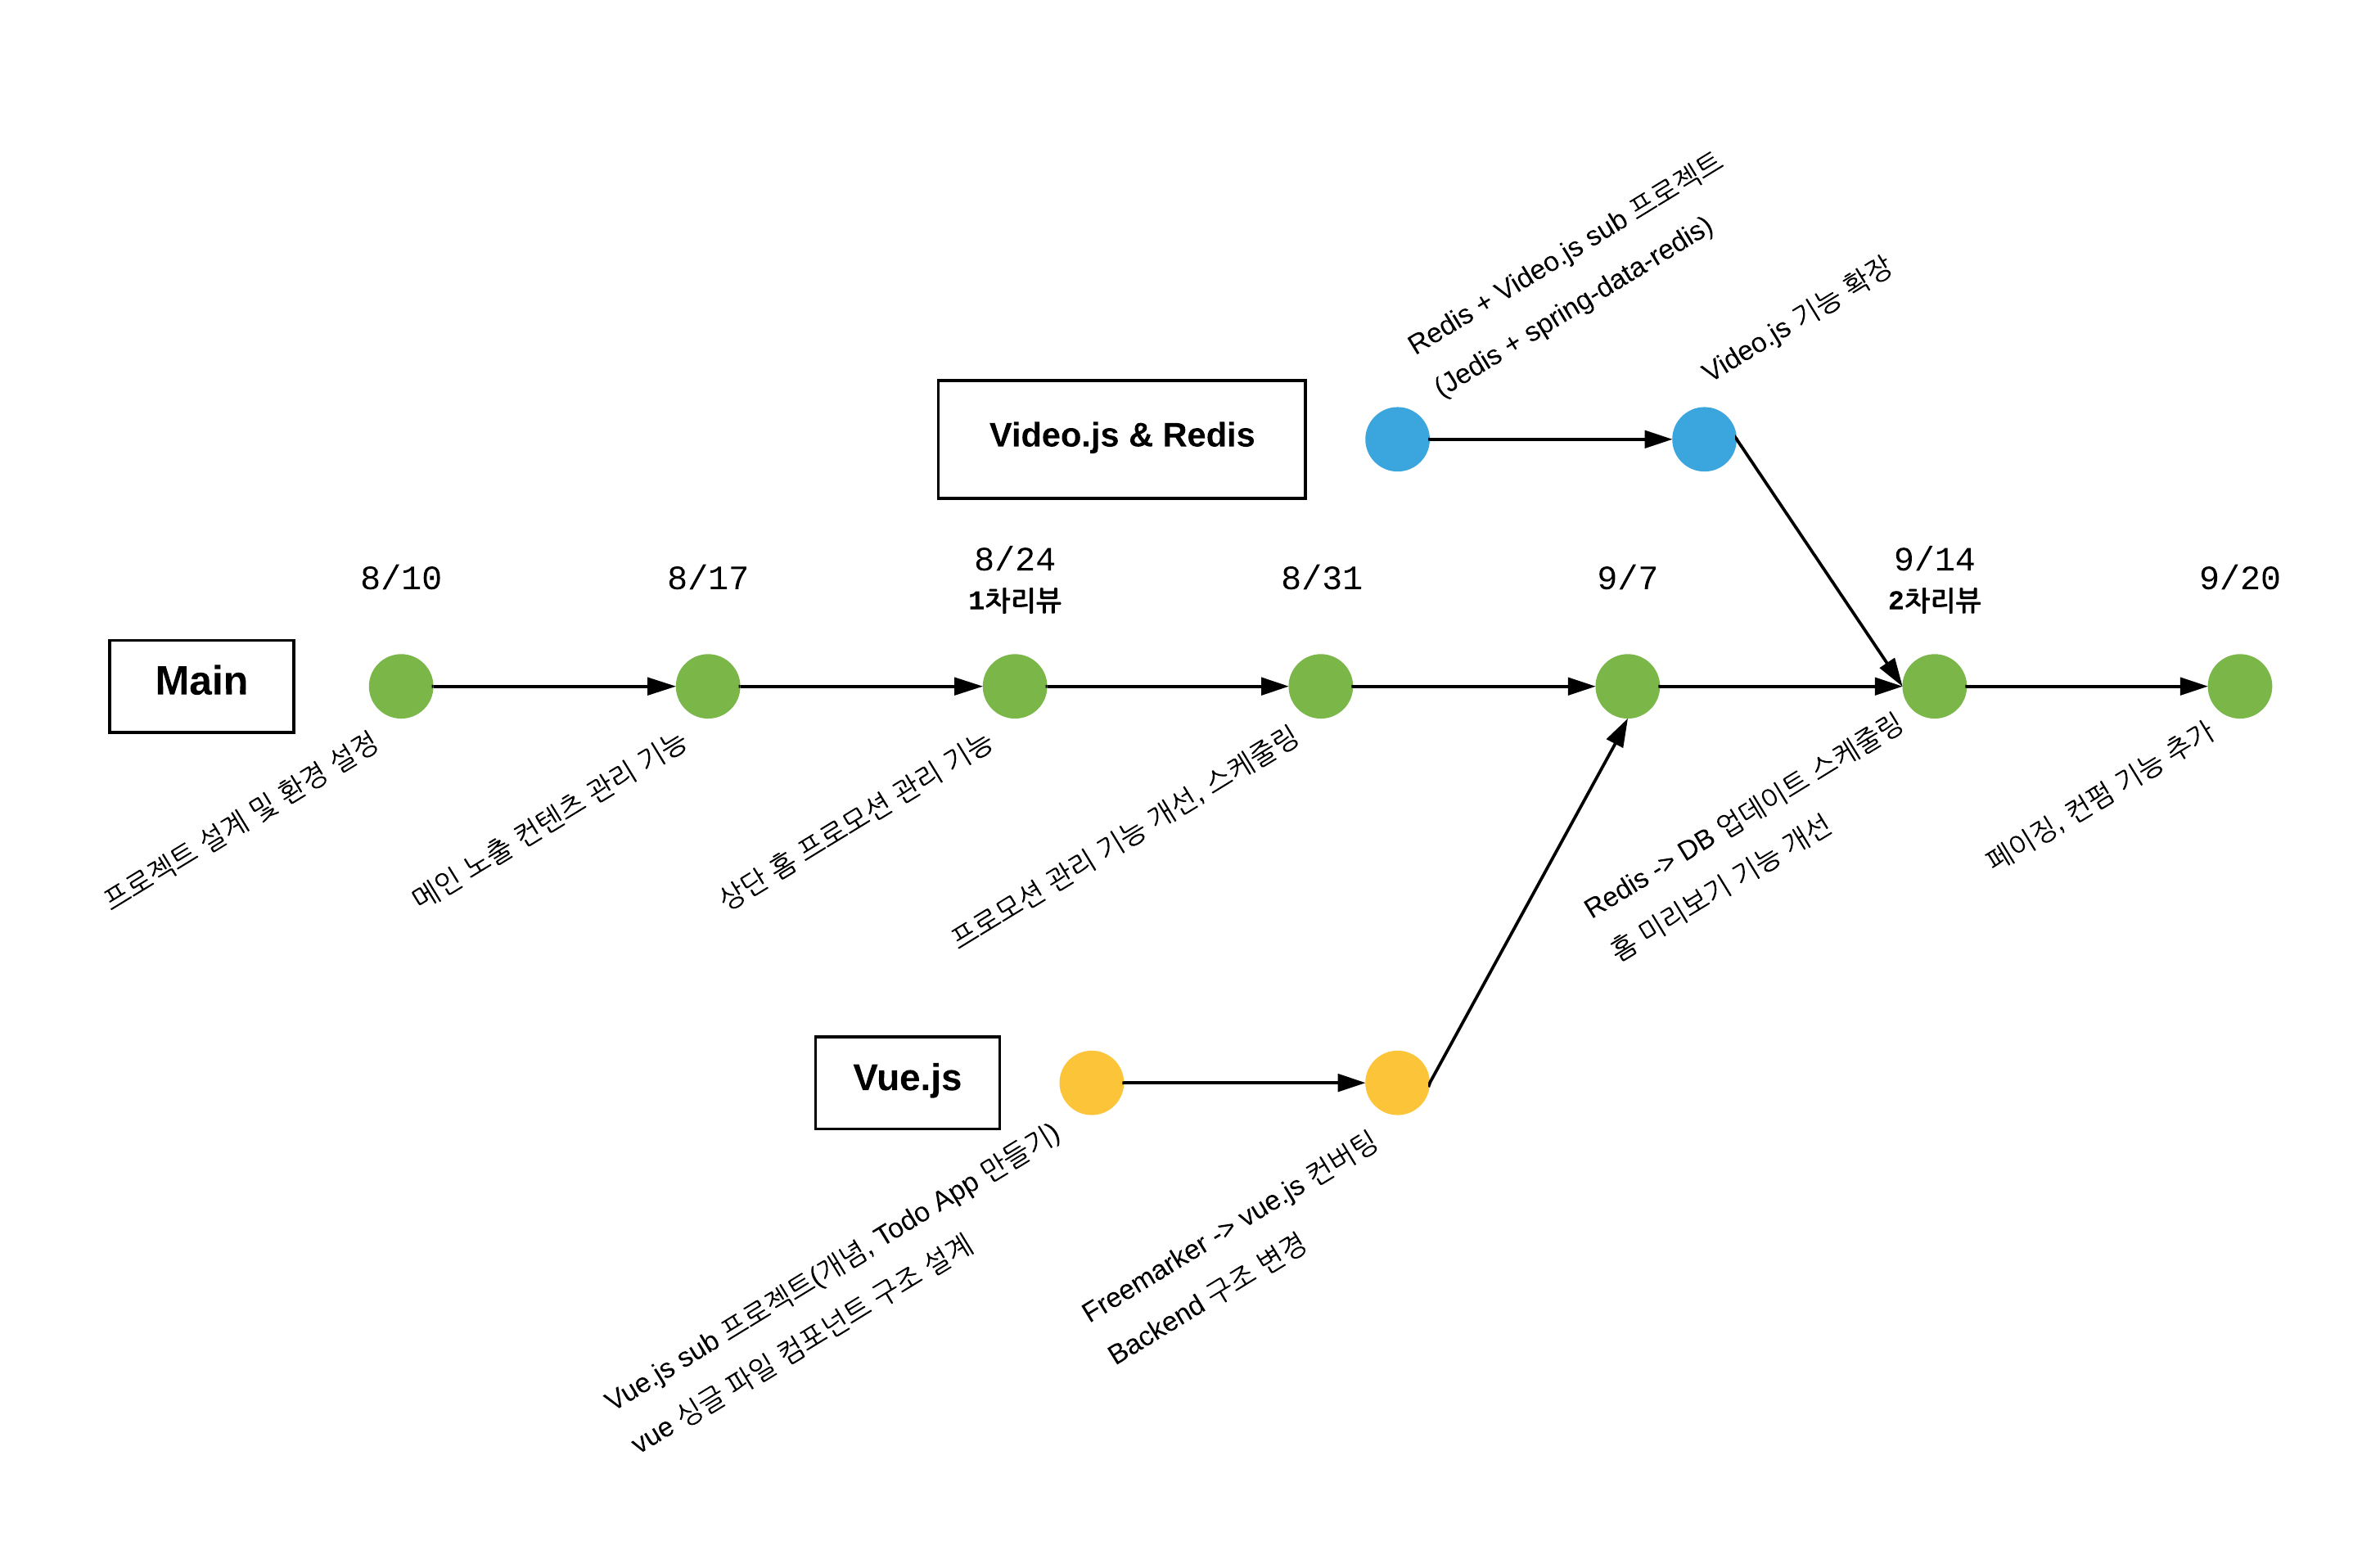 Redis + Video.js sub 프로젝트
(Jedis + spring-data-redis)
Video.js 기능 확장
Video.js & Redis
8/10
8/17
8/24
1차리뷰
8/31
9/7
9/14
2차리뷰
9/20
Main
프로젝트 설계 및 환경 설정
메인 노출 컨텐츠 관리 기능
상단 홈 프로모션 관리 기능
프로모션 관리 기능 개선, 스케줄링
Redis -> DB 업데이트 스케줄링
홈 미리보기 기능 개선
페이징, 컨펌 기능 추가
Vue.js
Vue.js sub 프로젝트(개념, Todo App 만들기)
vue 싱글 파일 컴포넌트 구조 설계
Freemarker -> vue.js 컨버팅
Backend 구조 변경